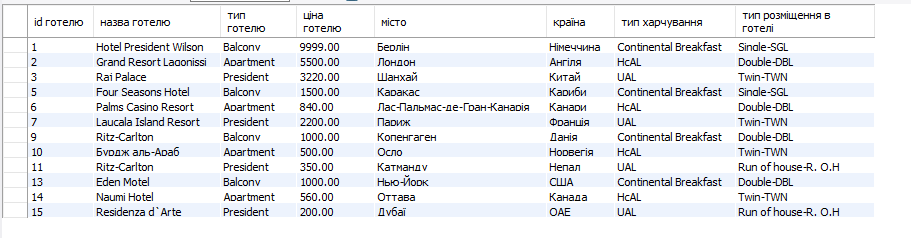 id готелю назва готелю тип готелю ціна готелю місто країна тип харчування тип розміщення в готелі
1 Hotel President Wilson Balcony 9999.00 Берлін Німеччина Continental Breakfast Single-SGL
2 Grand Resort Lagonissi Apartment 5500.00 Лондон Ангіля HcAL Double-DBL
3 Raj Palace President 3220.00 Шанхай Китай UAL Twin-TWN
5 Four Seasons Hotel Balcony 1500.00 Каракас Кариби Continental Breakfast Single-SGL
6 Palms Casino Resort Apartment 840.00 Лас-Пальмас-де-Гран-Канарія Канари HcAL Double-DBL
7 Laucala Island Resort President 2200.00 Париж Франція UAL Twin-TWN
9 Ritz-Carlton Balcony 1000.00 Копенгаген Данія Continental Breakfast Double-DBL
10 Бурдж аль-Араб Apartment 500.00 Осло Норвегія HcAL Twin-TWN
11 Ritz-Carlton President 350.00 Катманду Непал UAL Run of house-R. O.H
13 Eden Motel Balcony 1000.00 Нью-Йорк США Continental Breakfast Double-DBL
14 Naumi Hotel Apartment 560.00 Оттава Канада HcAL Twin-TWN
15 Residenza d`Arte President 200.00 Дубаї ОАЕ UAL Run of house-R. O.H